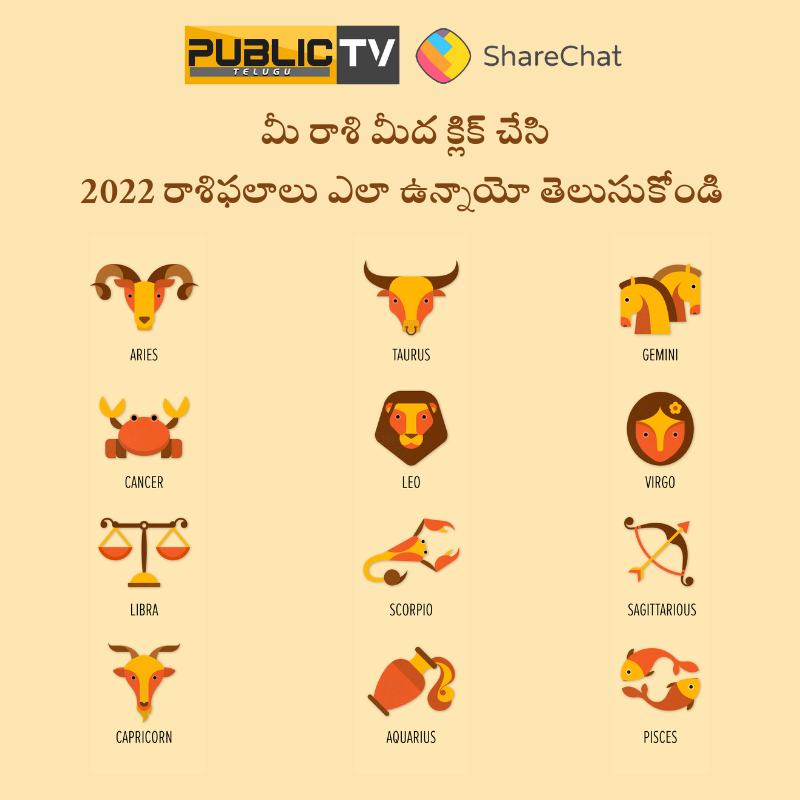 PUBLIC TV
TELUGU
ShareChat
మీ రాశి మీద క్లిక్ చేసి
2022 రాశిఫలాలు ఎలా ఉన్నాయో తెలుసుకోండి
ARIES TAURUS GEMINI
CANCER LEO VIRGO
LIBRA SCORPIO SAGITTARIOUS
CAPRICORN AQUARIUS PISCES